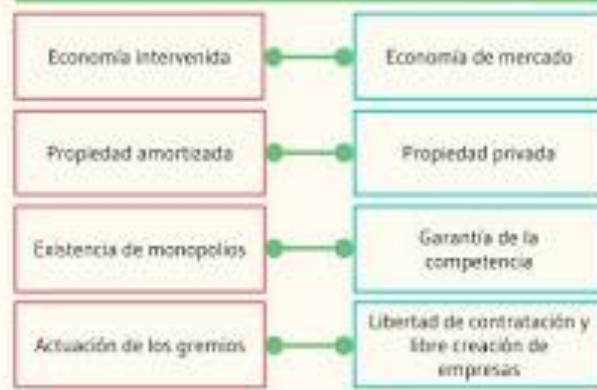 Economía intervenida
Economía de mercado
Propiedad amortizada
Propiedad privada
Existencia de monopolios
Garantía de la
competencia
Actuación de los gremios
Libertad de contratación y
libre creación de
empresas